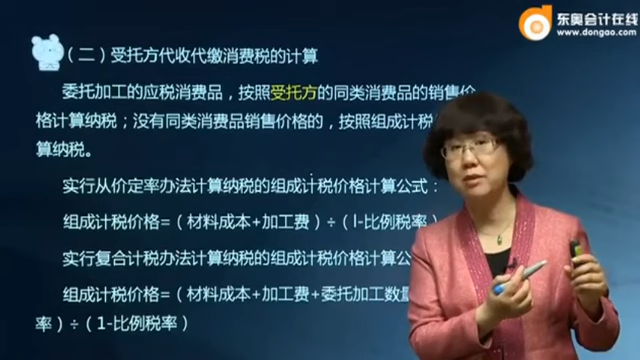 东奥会计在线
www.dongao.com
（二）受托方代收代缴消费税的计算
委托加工的应税消费品，按照受托方的同类消费品的销售价
格计算纳税；没有同类消费品销售价格的，按照组成计税
算纳税。
实行从价定率办法计算纳税的组成计税价格计算公式：
组成计税价格=（材料成本+加工费）÷（l-比例税率）
实行复合计税办法计算纳税的组成计税价格计算公
组成计税价格=（材料成本+加工费+委托加工数量
率）÷（1-比例税率）